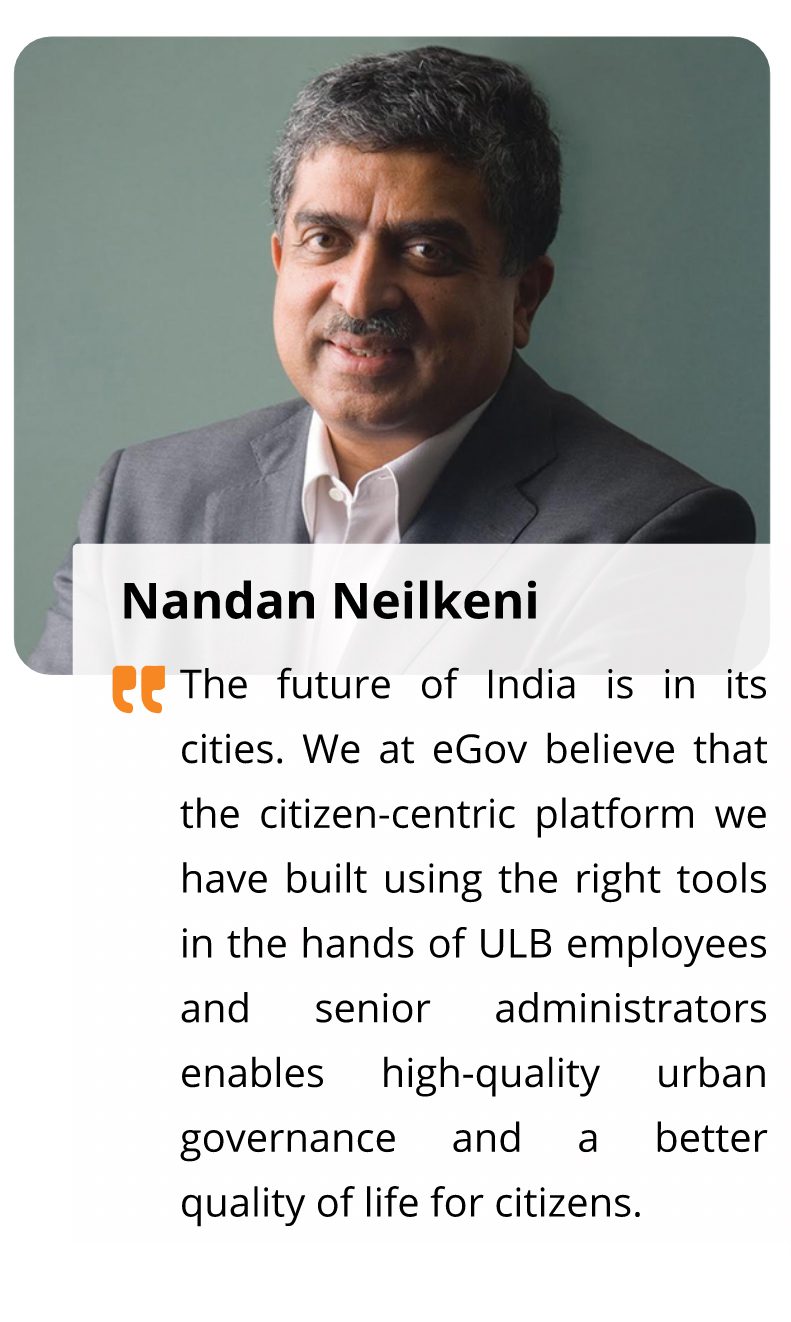 Nandan Neilkeni
The future of India is in its
cities. We at eGov believe that
the citizen-centric platform we
have built using the right tools
in the hands of ULB employees
and senior administrators
enables high-quality urban
governance and a better
quality of life for citizens.